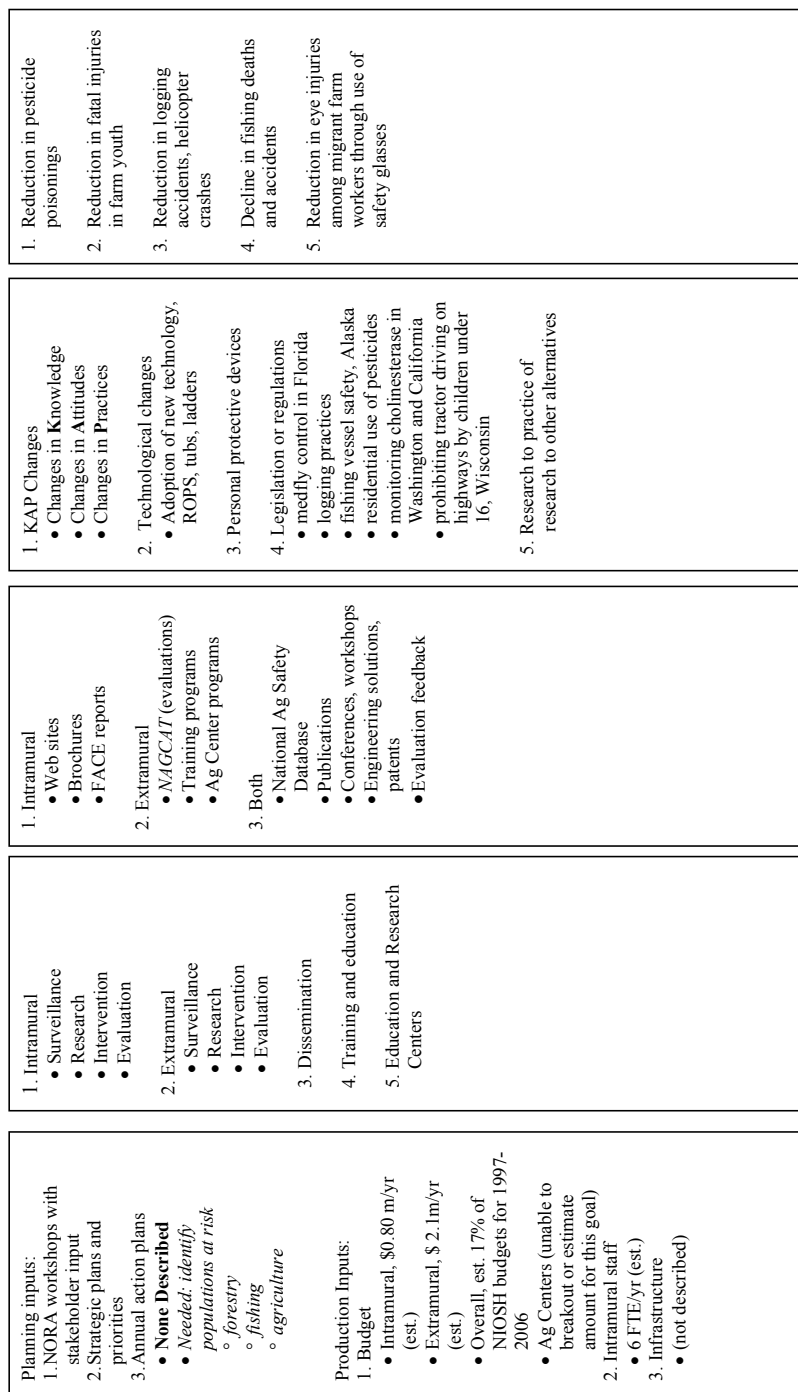 Planning inputs:
1. NORA workshops with
stakeholder input
2. Strategic plans and
priorities
3. Annual action plans
• None Described
• Needed: identify
populations at risk
° forestry
° fishing
° agriculture
Production Inputs:
1. Budget
• Intramural, $0.80 m/yr
(est.)
• Extramural, $ 2.1m/yr
(est.)
• Overall, est. 17% of
NIOSH budgets for 1997-
2006
• Ag Centers (unable to
breakout or estimate
amount for this goal)
2. Intramural staff
• 6 FTE/yr (est.)
3. Infrastructure
• (not described)
1. Intramural
• Surveillance
• Research
• Intervention
• Evaluation
2. Extramural
• Surveillance
• Research
• Intervention
• Evaluation
3. Dissemination
4. Training and education
5. Education and Research
Centers
1. Intramural
• Web sites
• Brochures
• FACE reports
2. Extramural
• NAGCAT (evaluations)
• Training programs
• Ag Center programs
3. Both
• National Ag Safety
Database
• Publications
• Conferences, workshops
• Engineering solutions,
patents
• Evaluation feedback
1. KAP Changes
• Changes in Knowledge
• Changes in Attitudes
• Changes in Practices
2. Technological changes
• Adoption of new technology,
ROPS, tubs, ladders
3. Personal protective devices
4. Legislation or regulations
• medfly control in Florida
• logging practices
• fishing vessel safety, Alaska
• residential use of pesticides
• monitoring cholinesterase in
Washington and California
• prohibiting tractor driving on
highways by children under
16, Wisconsin
5. Research to practice of
research to other alternatives
1. Reduction in pesticide
poisonings
2. Reduction in fatal injuries
in farm youth
3. Reduction in logging
accidents, helicopter
crashes
4. Decline in fishing deaths
and accidents
5. Reduction in eye injuries
among migrant farm
workers through use of
safety glasses